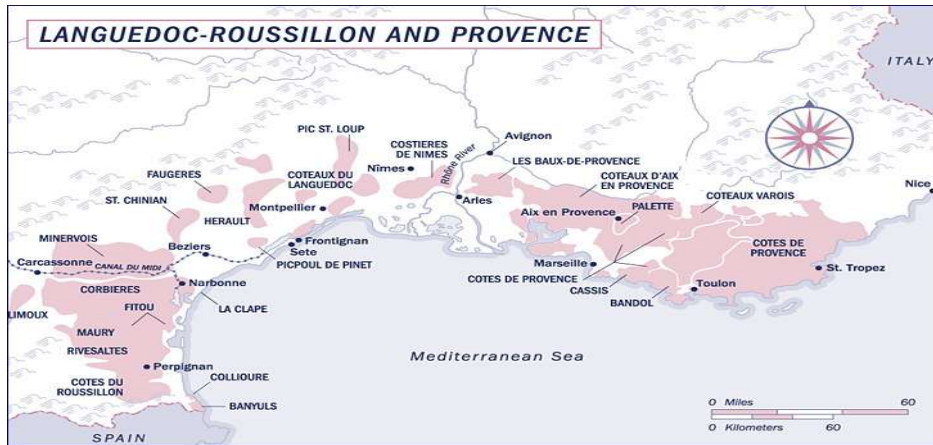 LANGUEDOC-ROUSSILLON AND PROVENCE
ITALY
PIC ST. LOUP
COSTIERES
DE NIMES
Avignon
Rhône River
LES BAUX-DE-PROVENCE
Nîmes
FAUGERES
COTEAUX DU
LANGUEDOC
COTEAUX D'AIX
EN PROVENCE
Nice
ST. CHINIAN
Arles
COTEAUX VAROIS
HERAULT
Montpellier
Aix en Provence
PALETTE
MINERVOIS
Beziers
Frontignan
Sete
COTES DE
PROVENCE
Carcassonne
CANAL DU MIDI
PICPOUL DE PINET
Marseille
St. Tropez
COTES DE PROVENCE
Narbonne
CORBIERES
CASSIS
Toulon
LIMOUX
FITOU
LA CLAPE
BANDOL
MAURY
RIVESALTES
Mediterranean Sea
Perpignan
COTES DU
ROUSSILLON
COLLIOURE
BANYULS
SPAIN
0 Miles 60
0 Kilometers 60